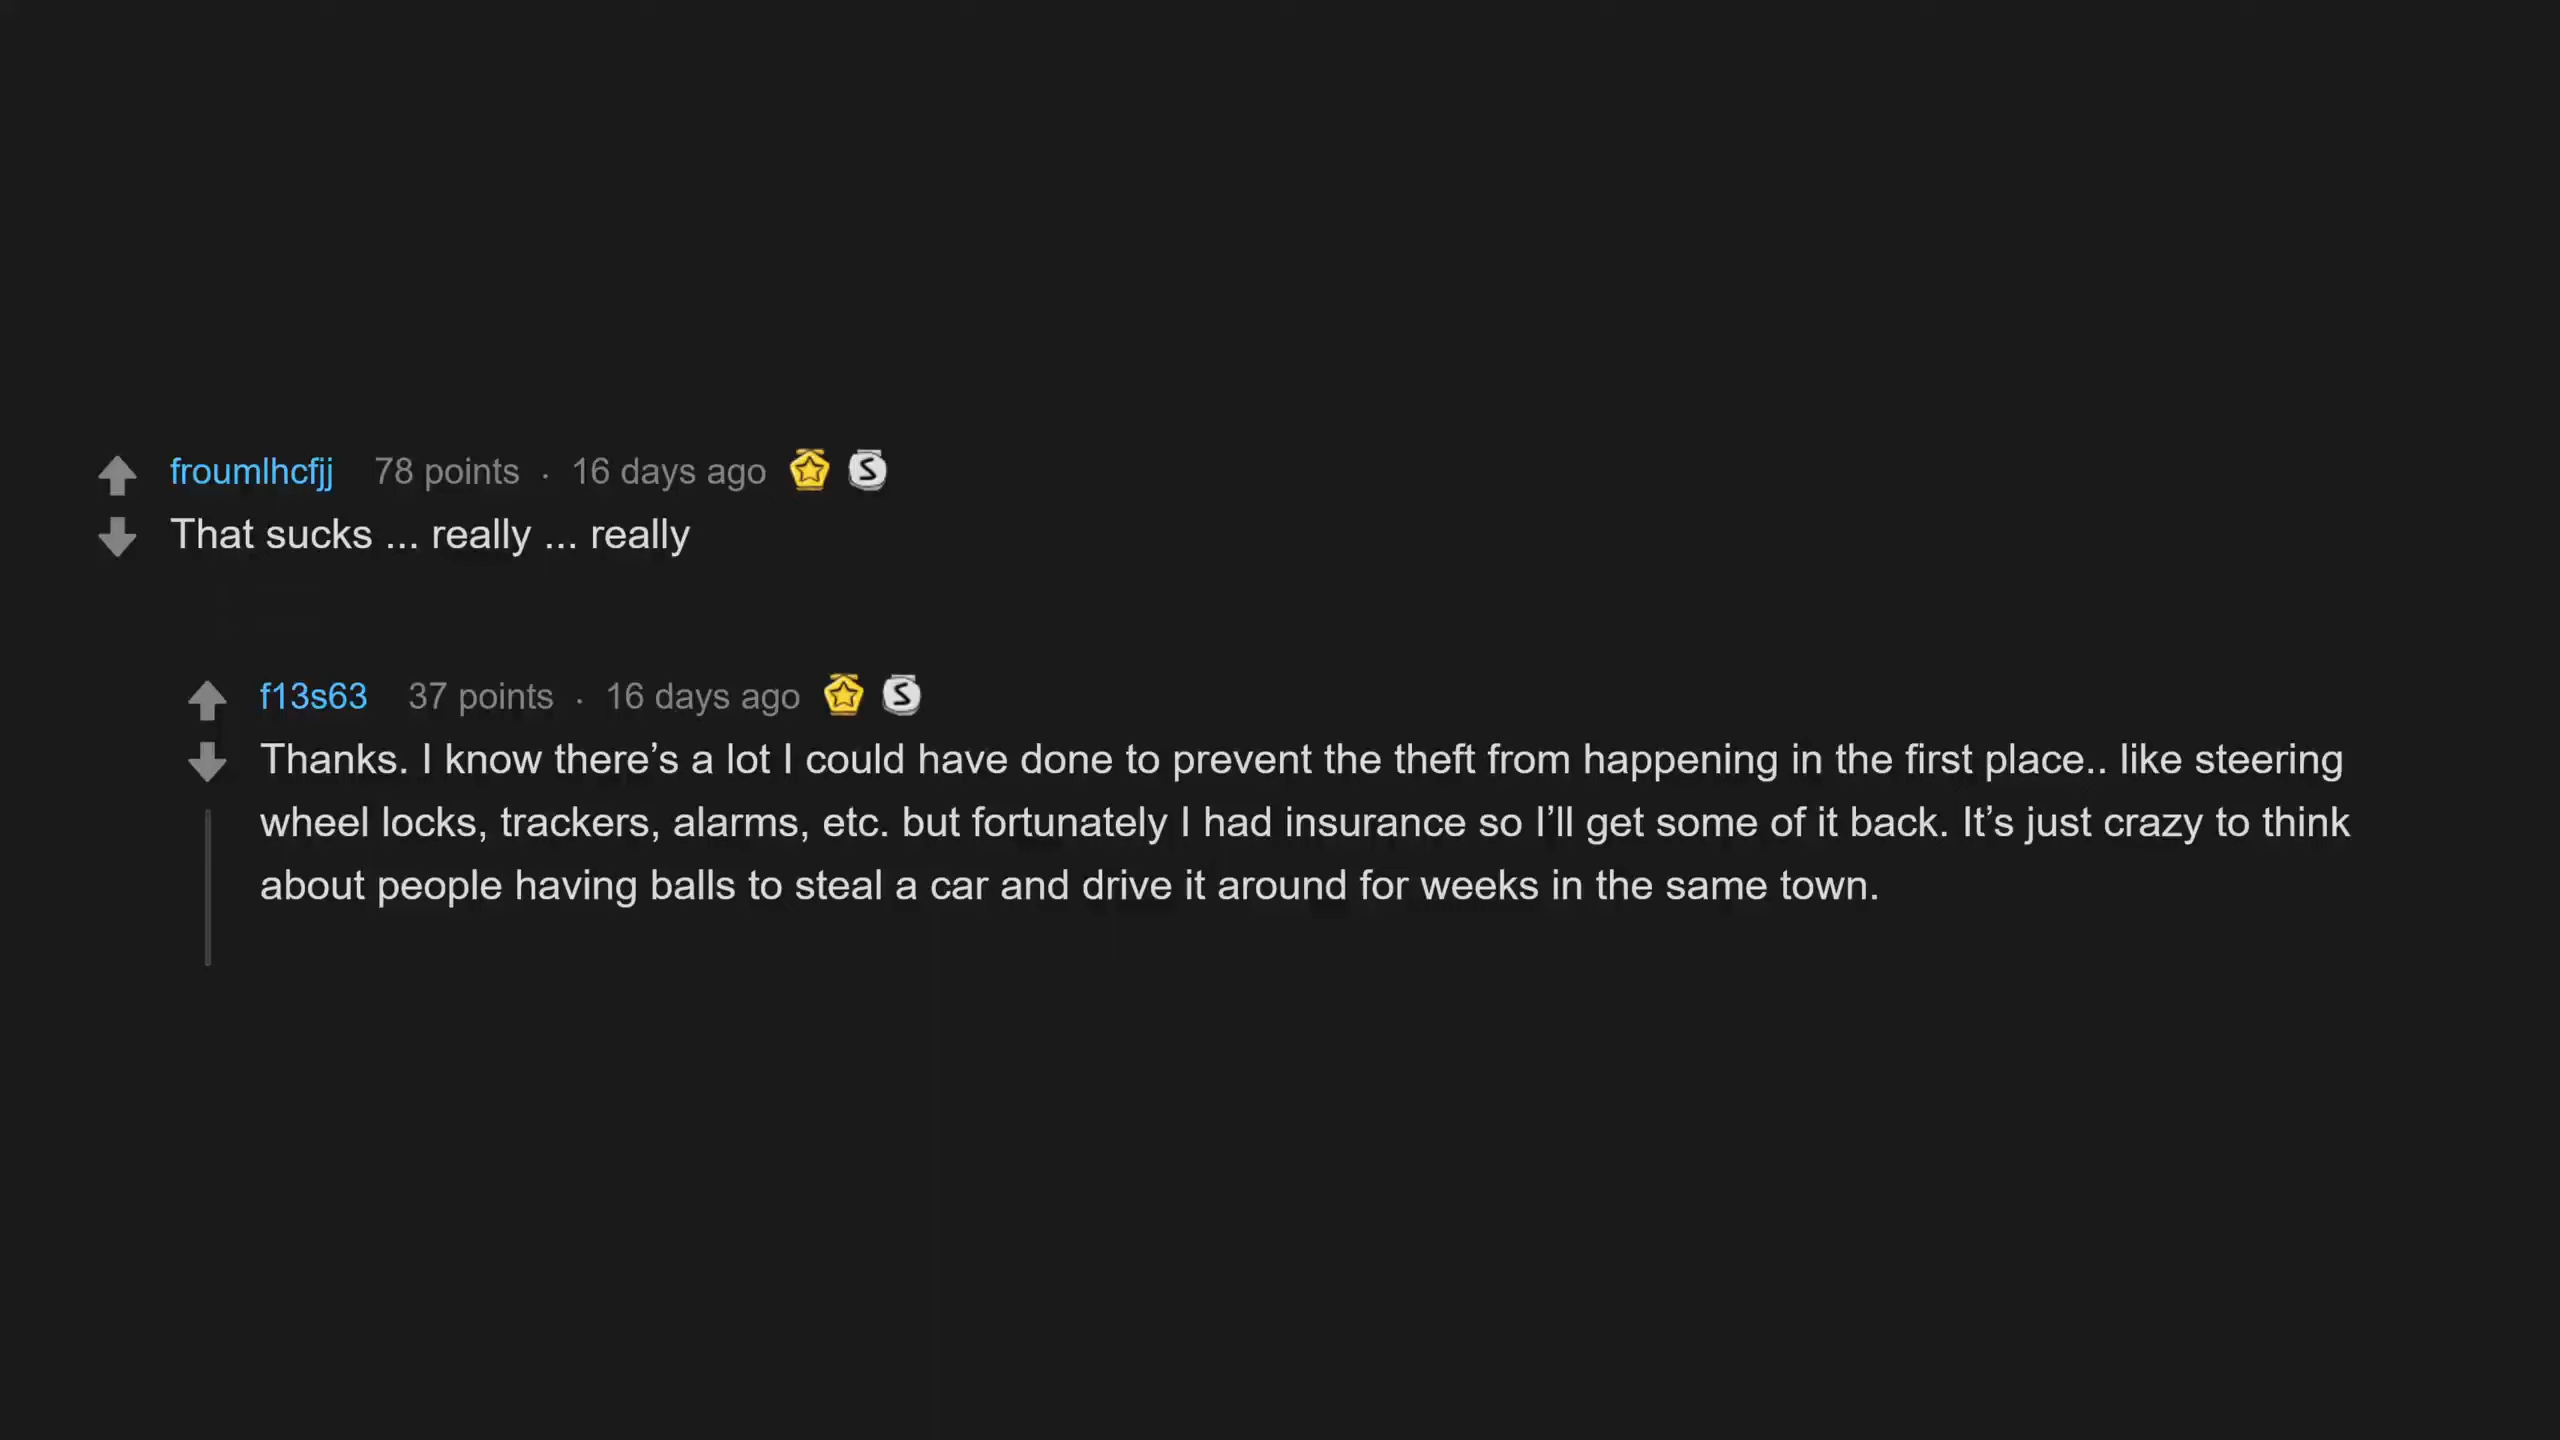 froumlhcfjj 78 points · 16 days ago
That sucks ... really ... really
f13s63 37 points · 16 days ago
Thanks. I know there’s a lot I could have done to prevent the theft from happening in the first place.. like steering
wheel locks, trackers, alarms, etc. but fortunately I had insurance so I’ll get some of it back. It’s just crazy to think
about people having balls to steal a car and drive it around for weeks in the same town.